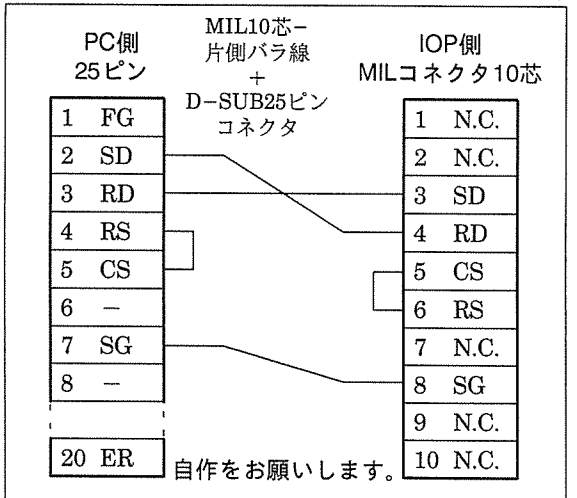 PC側
25ピン
MIL10芯−
片側バラ線
+
D−SUB25ピン
コネクタ
IOP側
MILコネクタ10芯
1 FG
2 SD
3 RD
4 RS
5 CS
6 −
7 SG
8 −
20 ER
1 N.C.
2 N.C.
3 SD
4 RD
5 CS
6 RS
7 N.C.
8 SG
9 N.C.
10 N.C.
自作をお願いします。